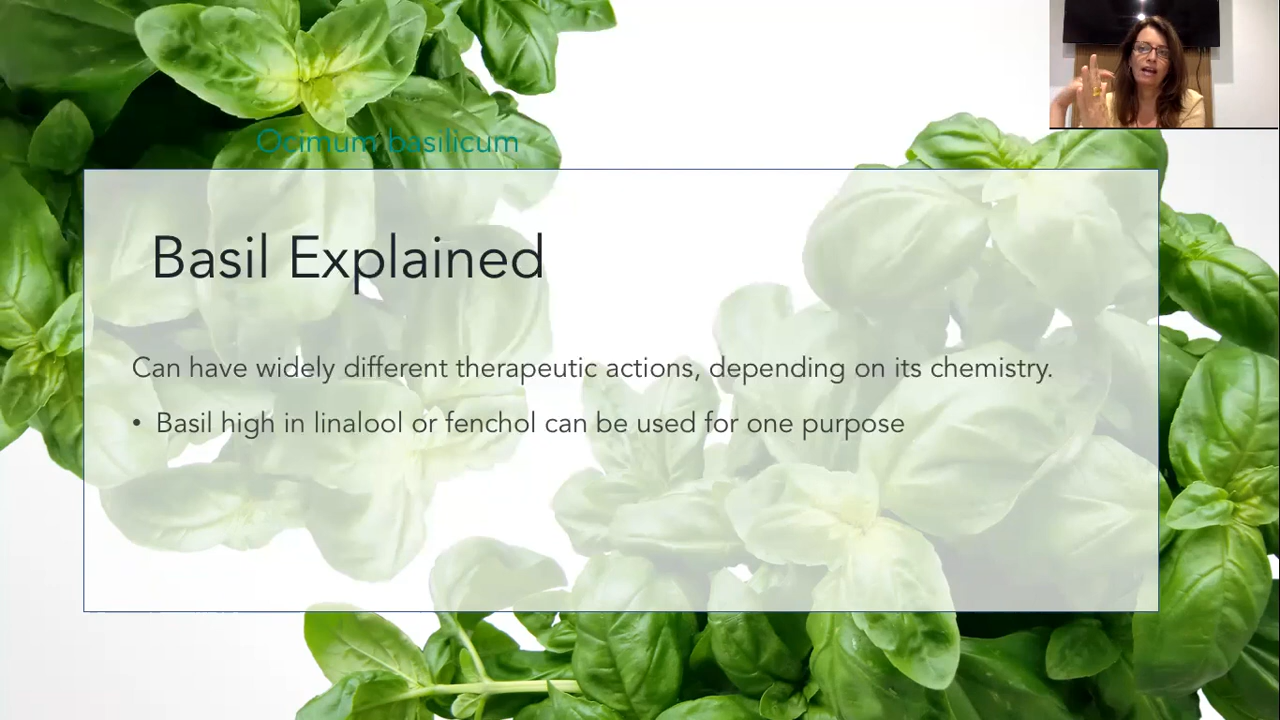 Ocimum basilicum
Basil Explained
Can have widely different therapeutic actions, depending on its chemistry.
• Basil high in linalool or fenchol can be used for one purpose